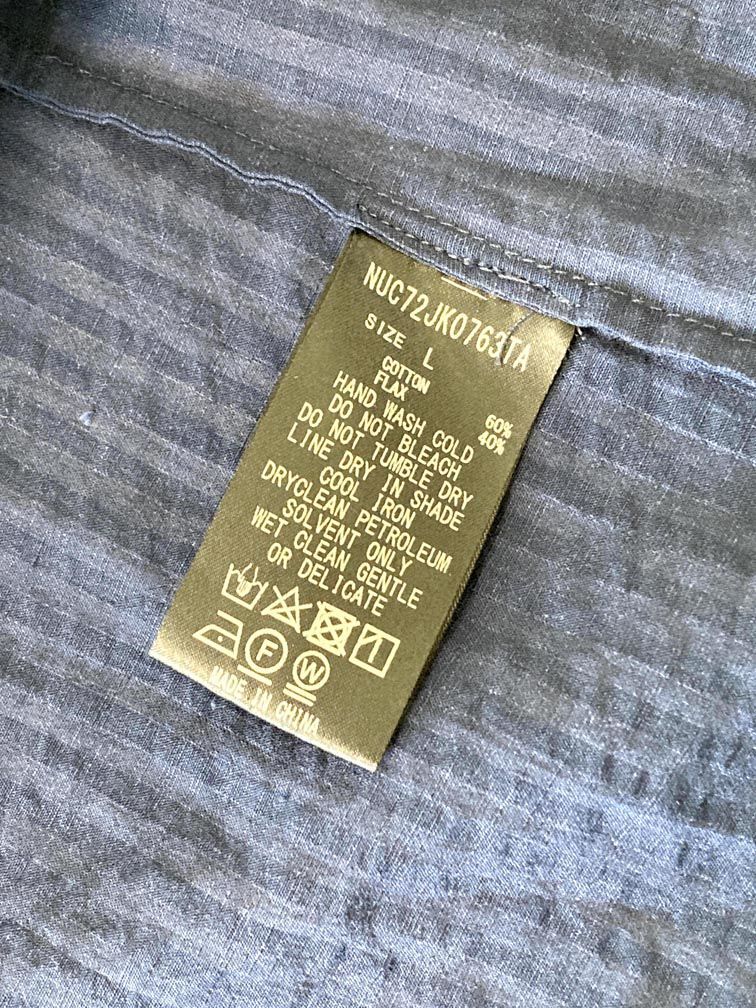 NUC72JK0763TA
SIZE L
COTTON 60%
FLAX 40%
HAND WASH COLD
DO NOT BLEACH
DO NOT TUMBLE DRY
LINE DRY IN SHADE
COOL IRON
DRYCLEAN PETROLEUM
SOLVENT ONLY
WET CLEAN GENTLE
OR DELICATE
F W
MADE IN CHINA